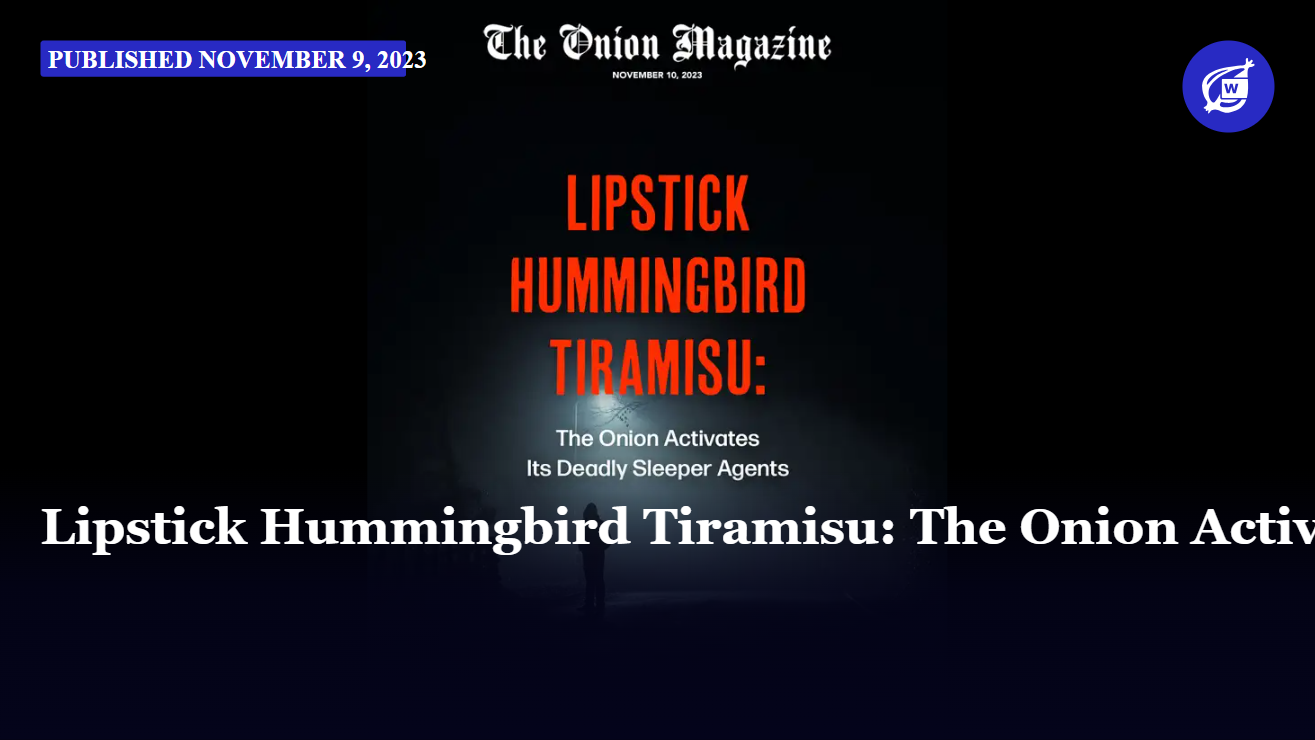 PUBLISHED NOVEMBER 9, 2023
The Onion Magazine
NOVEMBER 10, 2023
W
LIPSTICK
HUMMINGBIRD
TIRAMISU:
The Onion Activates
Its Deadly Sleeper Agents
Lipstick Hummingbird Tiramisu: The Onion Activ